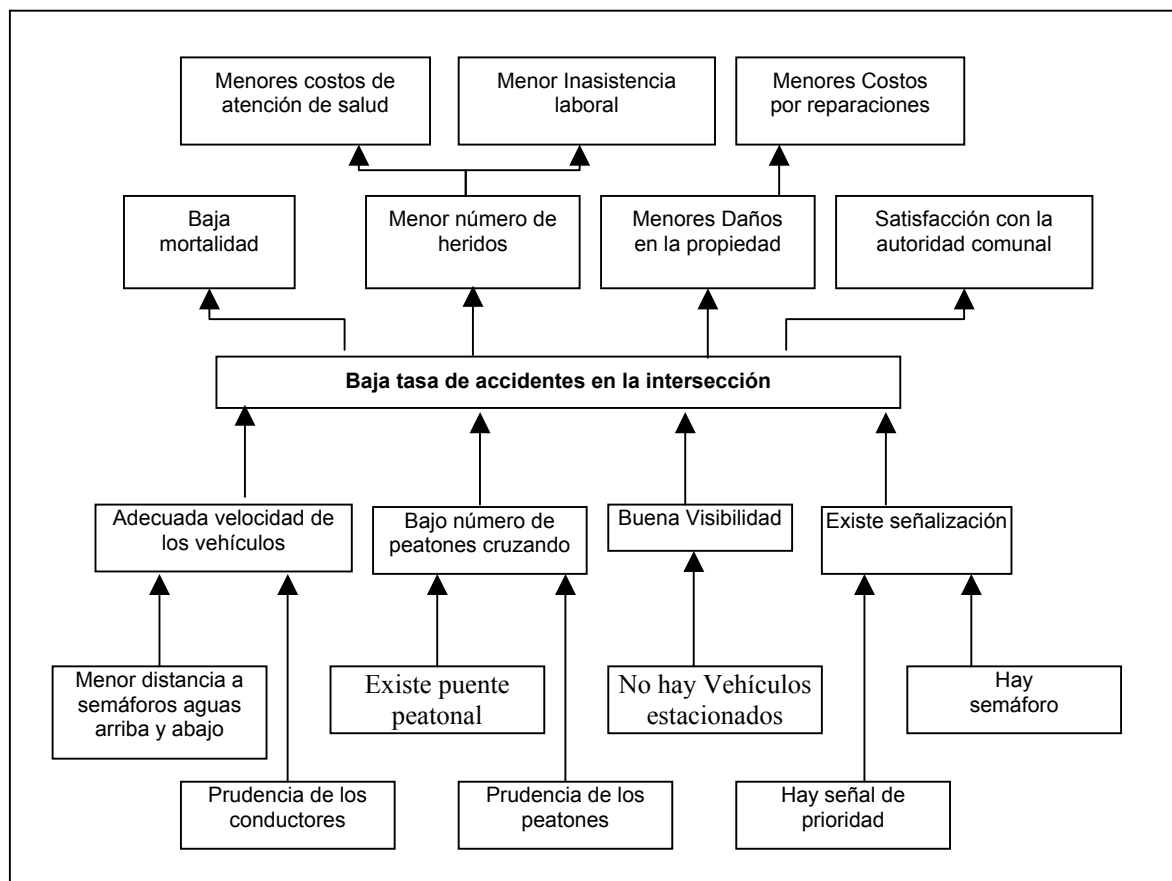 Menores costos de
atención de salud
Menor Inasistencia
laboral
Menores Costos
por reparaciones
Baja
mortalidad
Menor número de
heridos
Menores Daños
en la propiedad
Satisfacción con la
autoridad comunal
Baja tasa de accidentes en la intersección
Adecuada velocidad de
los vehículos
Bajo número de
peatones cruzando
Buena Visibilidad
Existe señalización
Menor distancia a
semáforos aguas
arriba y abajo
Existe puente
peatonal
No hay Vehículos
estacionados
Hay
semáforo
Prudencia de los
conductores
Prudencia de los
peatones
Hay señal de
prioridad